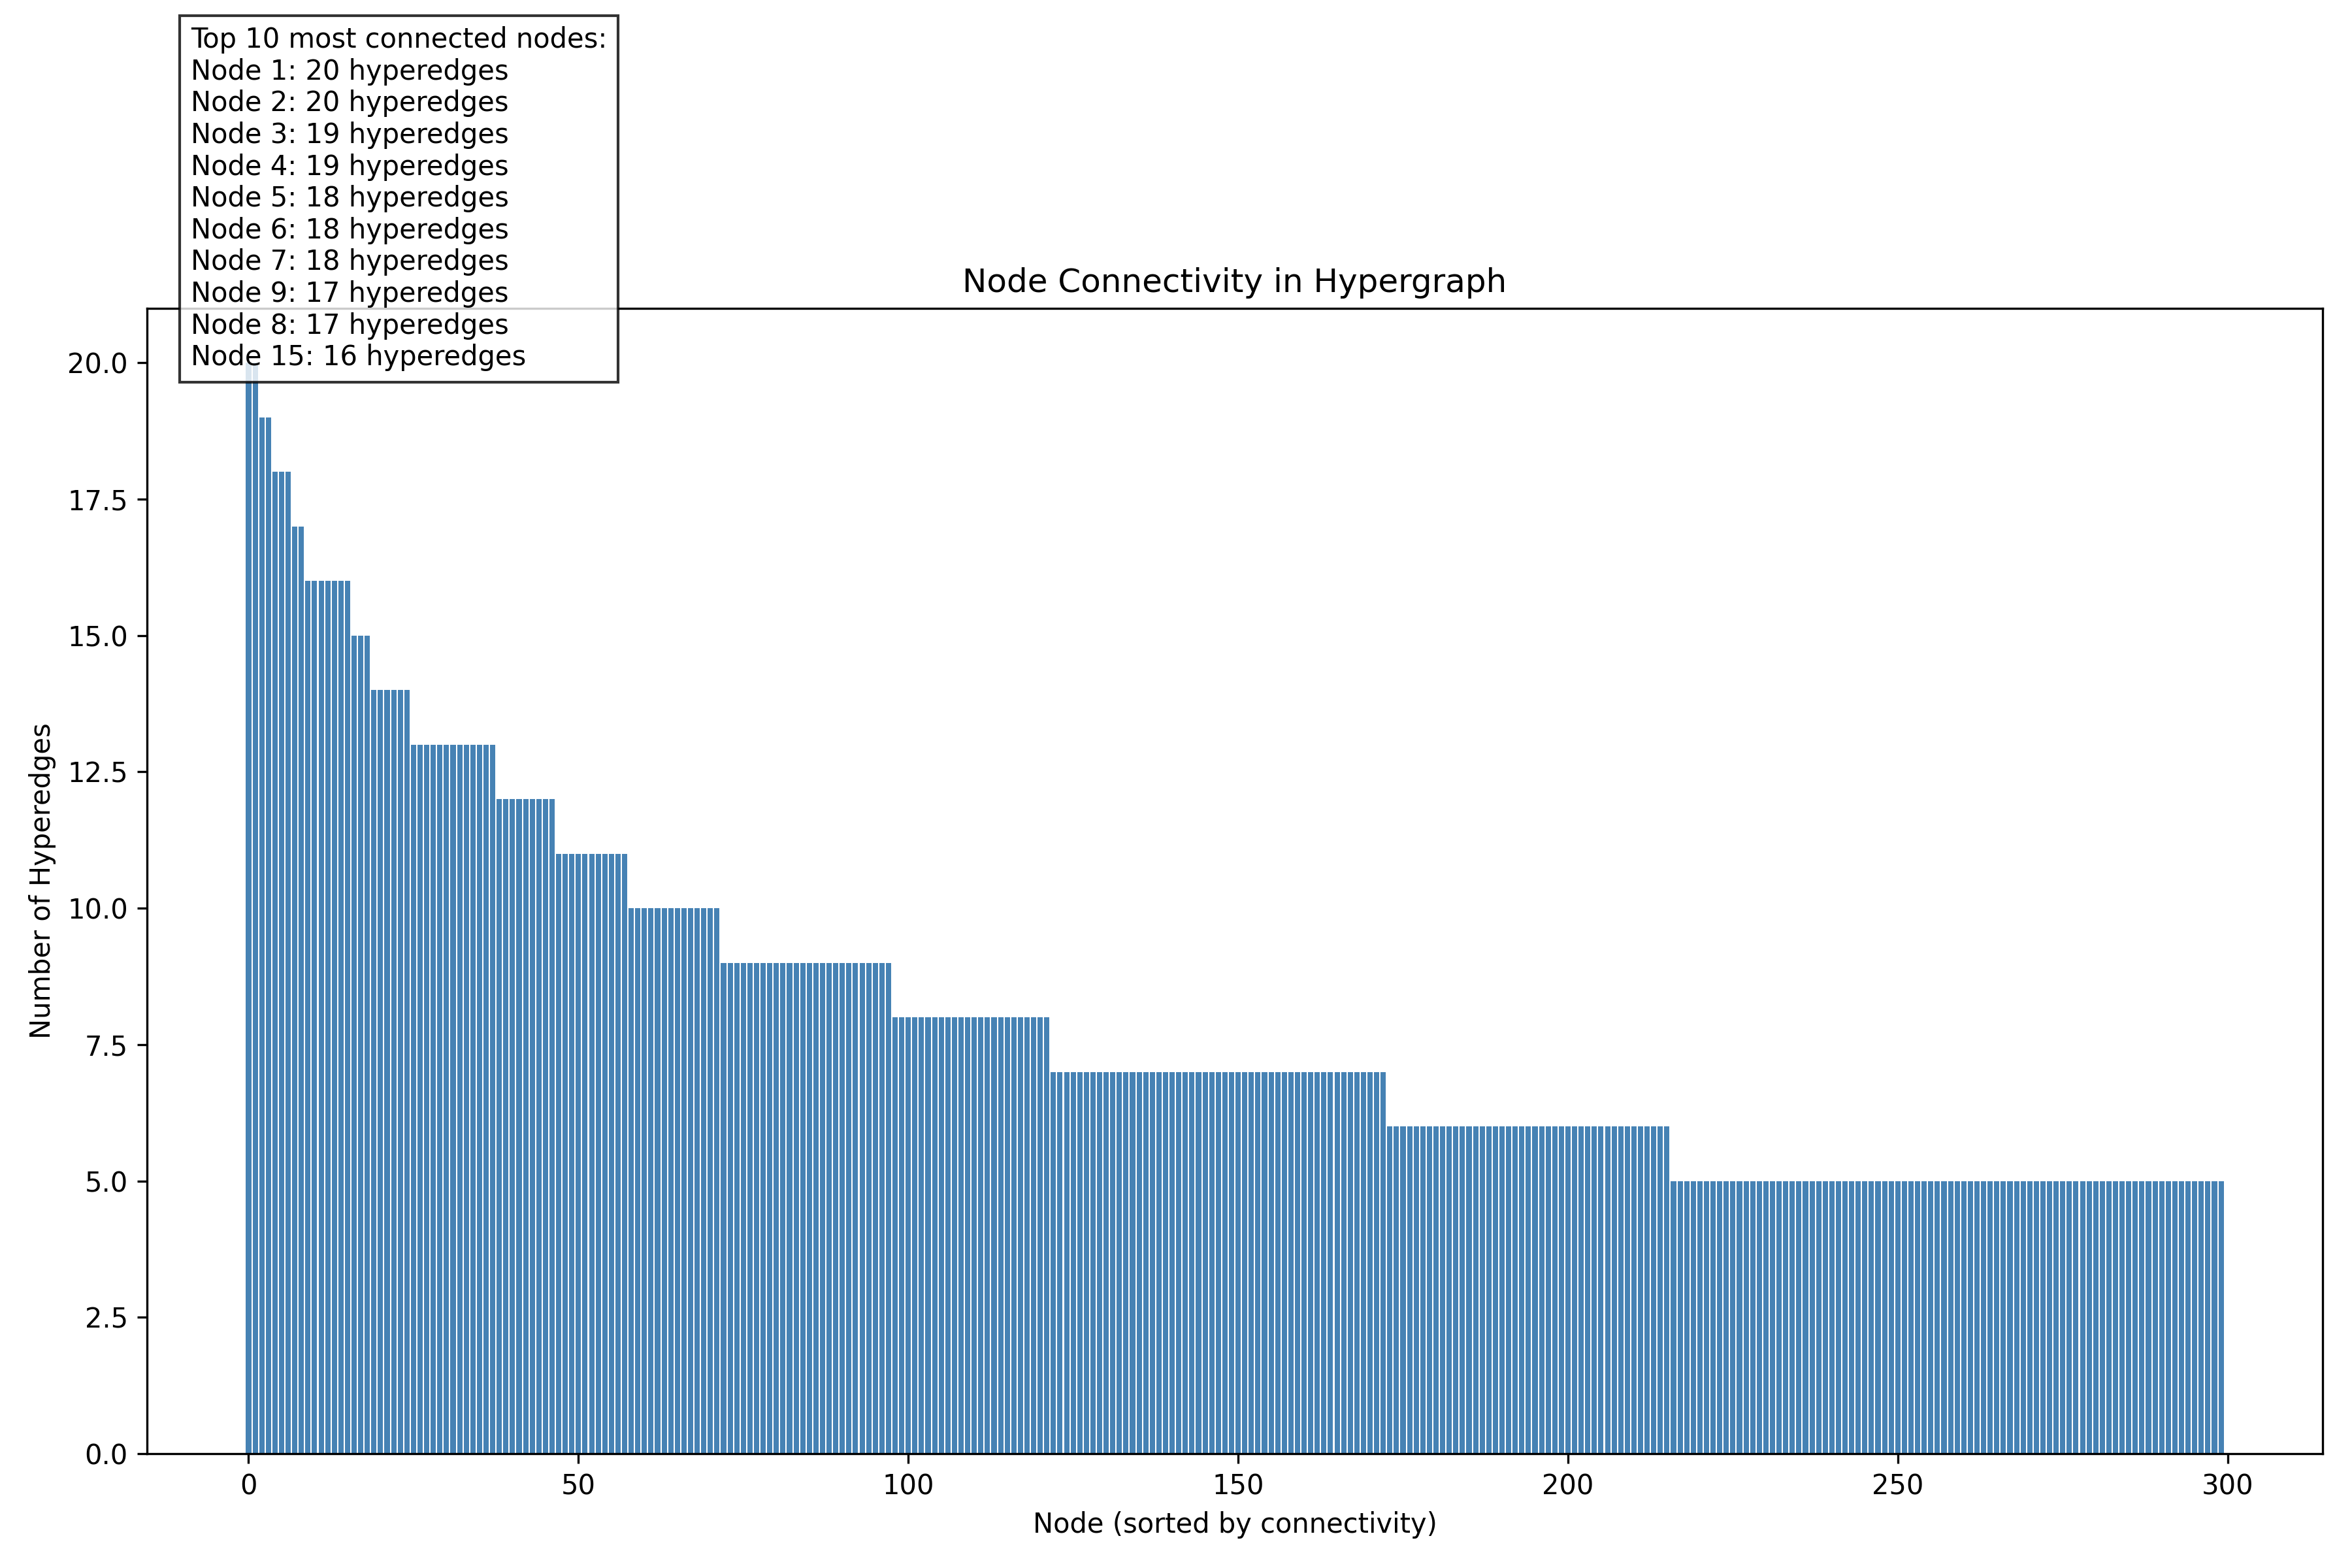 Top 10 most connected nodes:
Node 1: 20 hyperedges
Node 2: 20 hyperedges
Node 3: 19 hyperedges
Node 4: 19 hyperedges
Node 5: 18 hyperedges
Node 6: 18 hyperedges
Node 7: 18 hyperedges
Node 9: 17 hyperedges
Node 8: 17 hyperedges
Node 15: 16 hyperedges
Node Connectivity in Hypergraph
Number of Hyperedges
20.0
17.5
15.0
12.5
10.0
7.5
5.0
2.5
0.0
0 50 100 150 200 250 300
Node (sorted by connectivity)